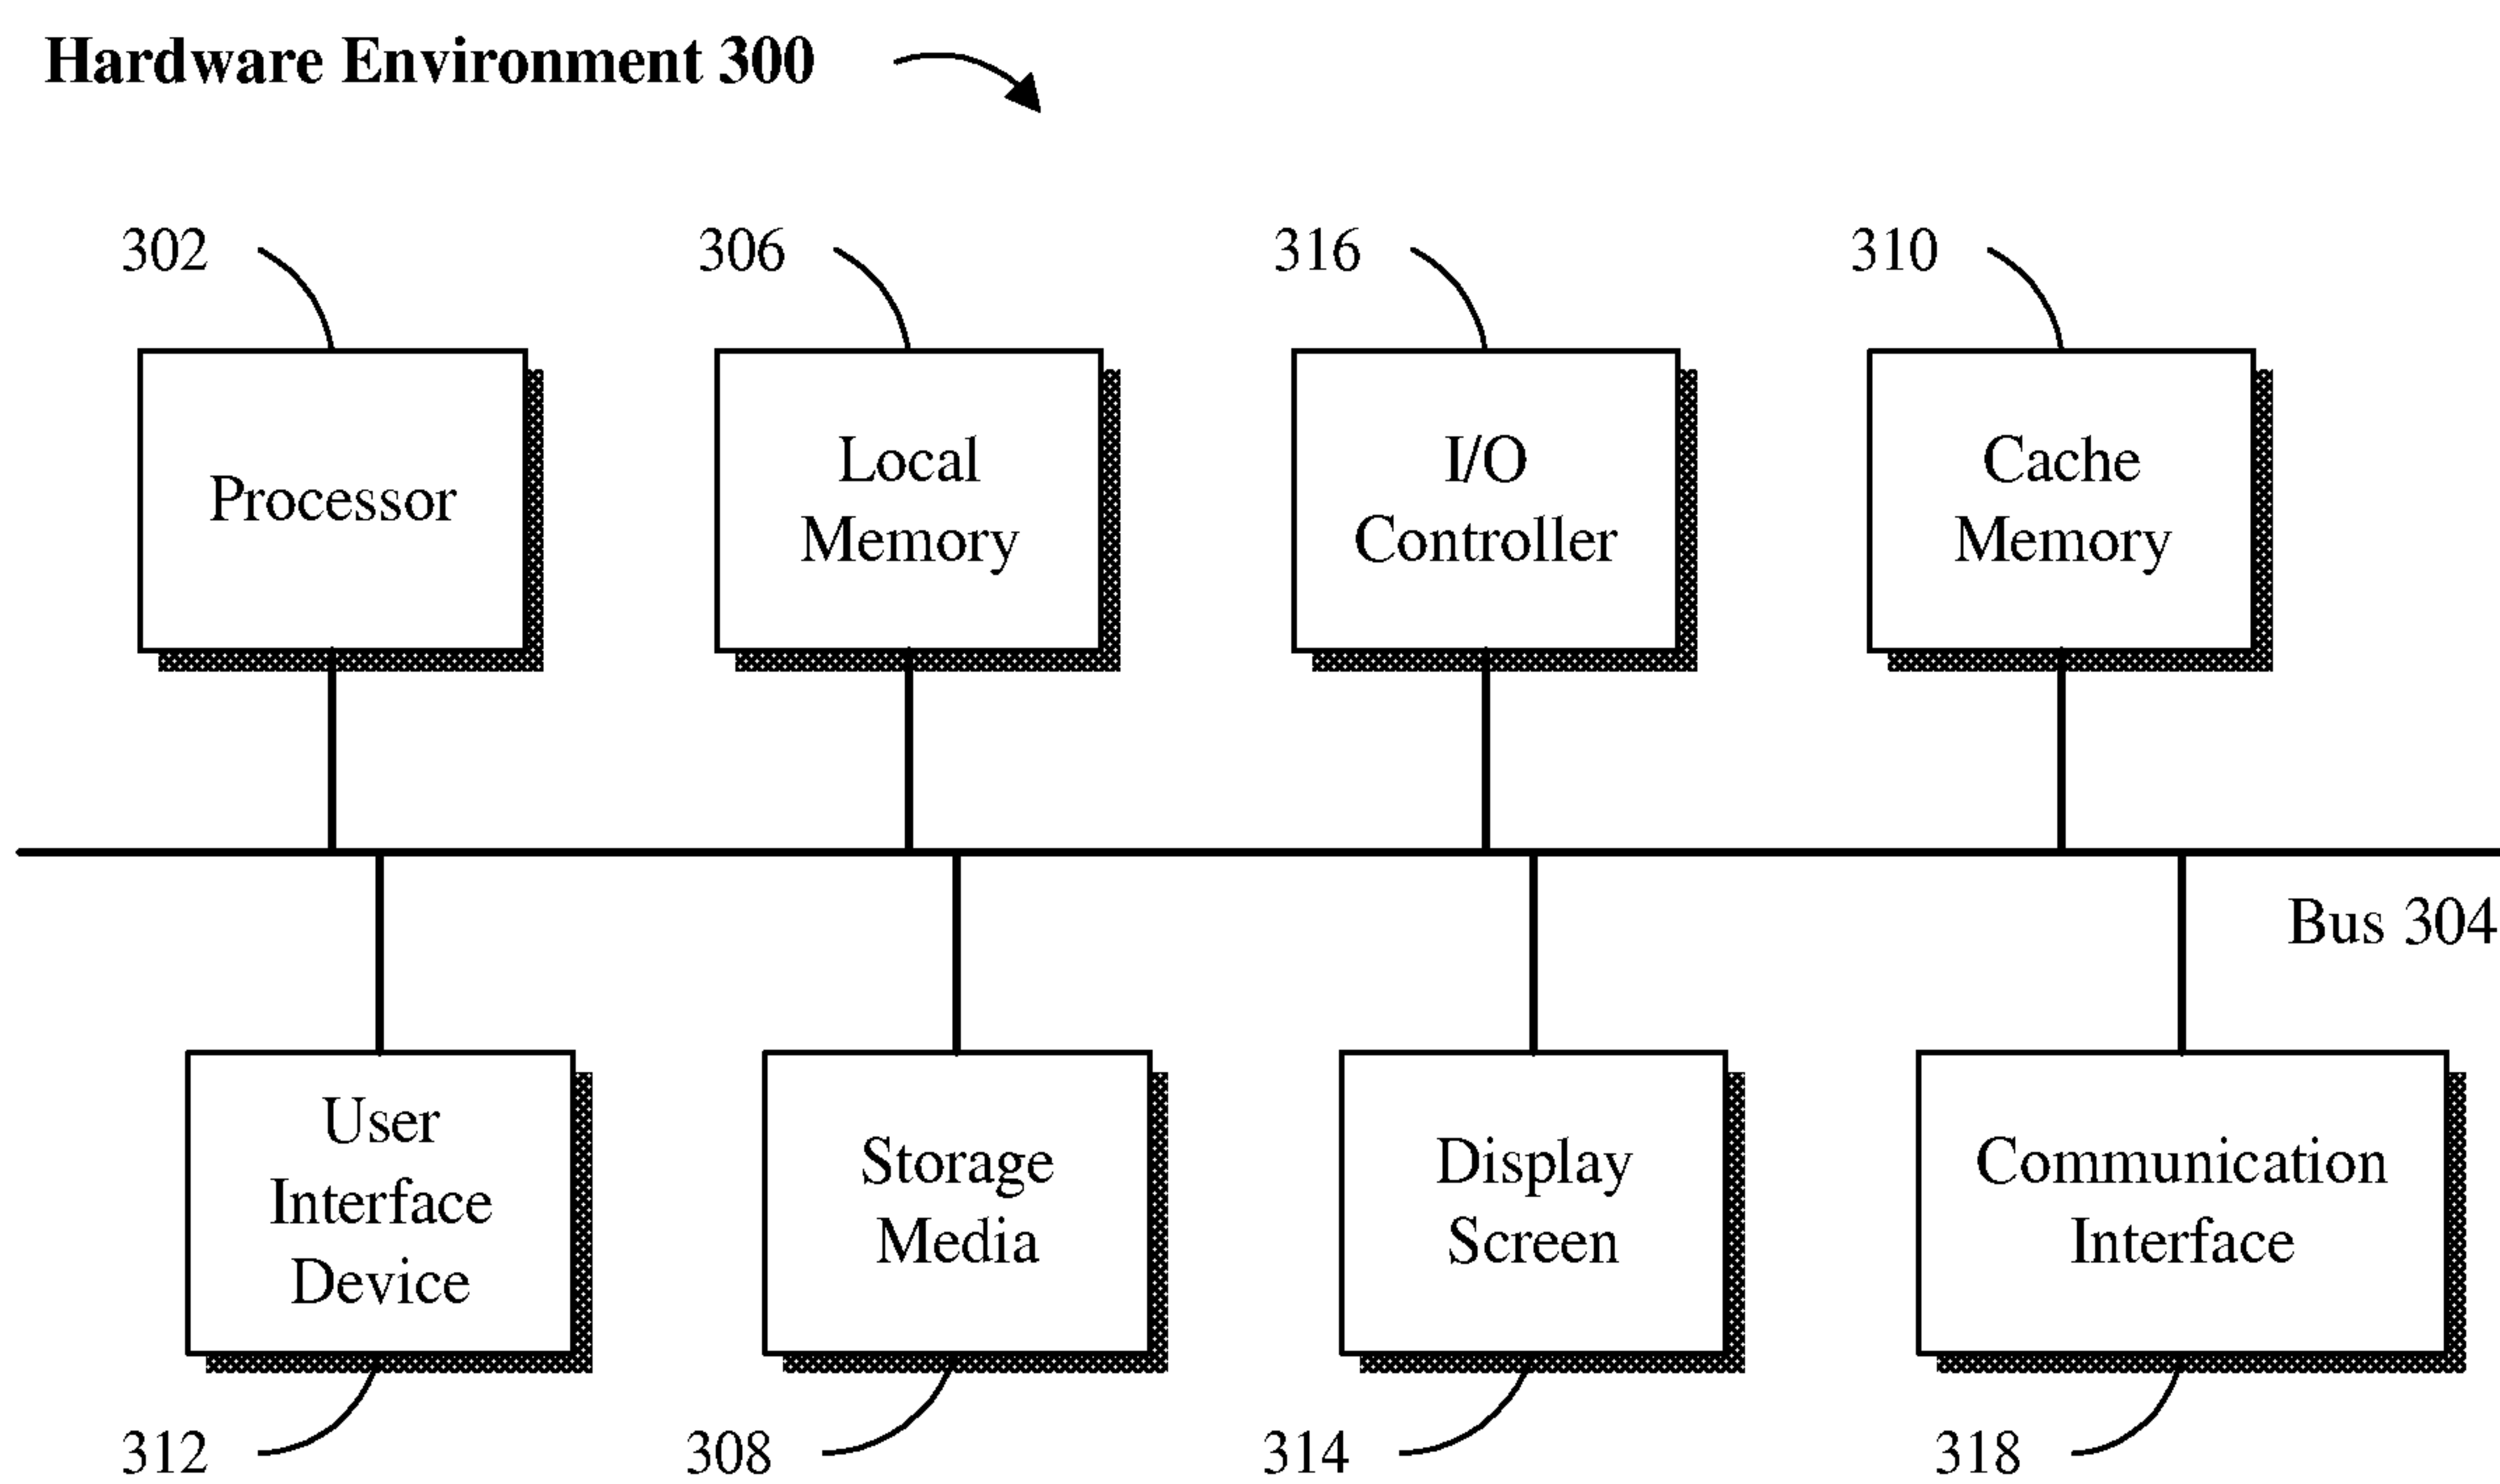 Hardware Environment 300
302
306
316
310
Processor
Local
Memory
I/O
Controller
Cache
Memory
Bus 304
User
Interface
Device
Storage
Media
Display
Screen
Communication
Interface
312
308
314
318